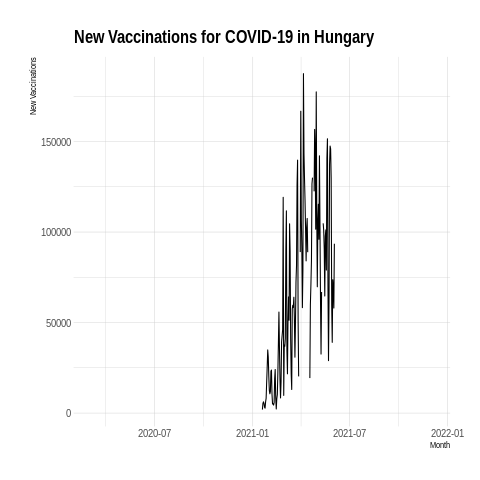 New Vaccinations for COVID-19 in Hungary
New Vaccinations
150000
100000
50000
0
2020-07 2021-01 2021-07 2022-01
Month